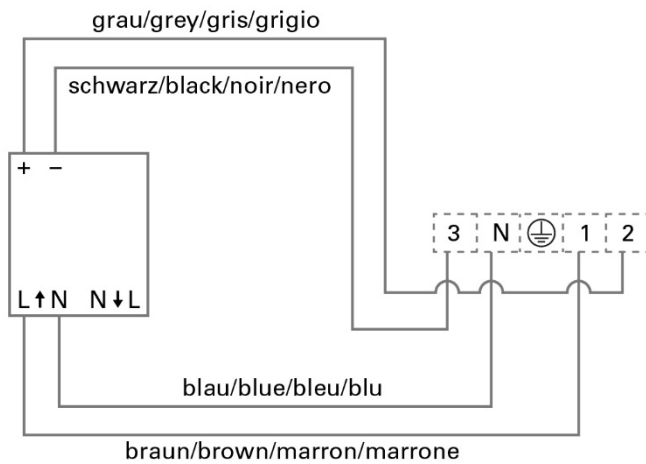 grau/grey/gris/grigio
schwarz/black/noir/nero
+ −
3 N 1 2
L↑N N↓L
blau/blue/bleu/blu
braun/brown/marron/marrone